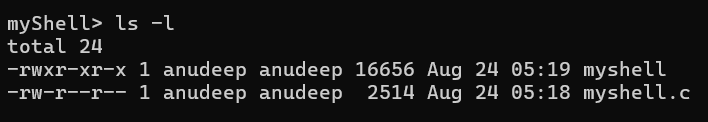 myShell> ls -l
total 24
-rwxr-xr-x 1 anudeep anudeep 16656 Aug 24 05:19 myshell
-rw-r--r-- 1 anudeep anudeep  2514 Aug 24 05:18 myshell.c